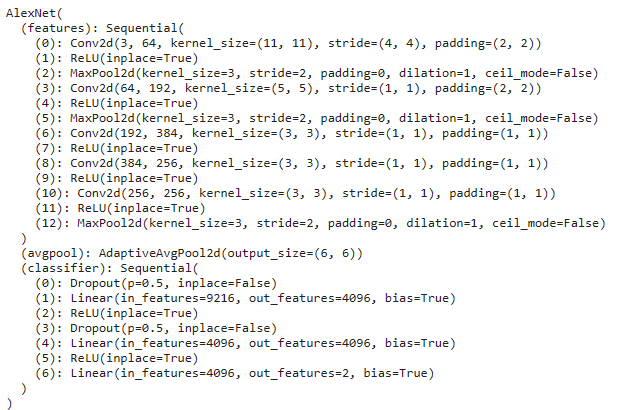 AlexNet(
  (features): Sequential(
    (0): Conv2d(3, 64, kernel_size=(11, 11), stride=(4, 4), padding=(2, 2))
    (1): ReLU(inplace=True)
    (2): MaxPool2d(kernel_size=3, stride=2, padding=0, dilation=1, ceil_mode=False)
    (3): Conv2d(64, 192, kernel_size=(5, 5), stride=(1, 1), padding=(2, 2))
    (4): ReLU(inplace=True)
    (5): MaxPool2d(kernel_size=3, stride=2, padding=0, dilation=1, ceil_mode=False)
    (6): Conv2d(192, 384, kernel_size=(3, 3), stride=(1, 1), padding=(1, 1))
    (7): ReLU(inplace=True)
    (8): Conv2d(384, 256, kernel_size=(3, 3), stride=(1, 1), padding=(1, 1))
    (9): ReLU(inplace=True)
    (10): Conv2d(256, 256, kernel_size=(3, 3), stride=(1, 1), padding=(1, 1))
    (11): ReLU(inplace=True)
    (12): MaxPool2d(kernel_size=3, stride=2, padding=0, dilation=1, ceil_mode=False)
  )
  (avgpool): AdaptiveAvgPool2d(output_size=(6, 6))
  (classifier): Sequential(
    (0): Dropout(p=0.5, inplace=False)
    (1): Linear(in_features=9216, out_features=4096, bias=True)
    (2): ReLU(inplace=True)
    (3): Dropout(p=0.5, inplace=False)
    (4): Linear(in_features=4096, out_features=4096, bias=True)
    (5): ReLU(inplace=True)
    (6): Linear(in_features=4096, out_features=2, bias=True)
  )
)